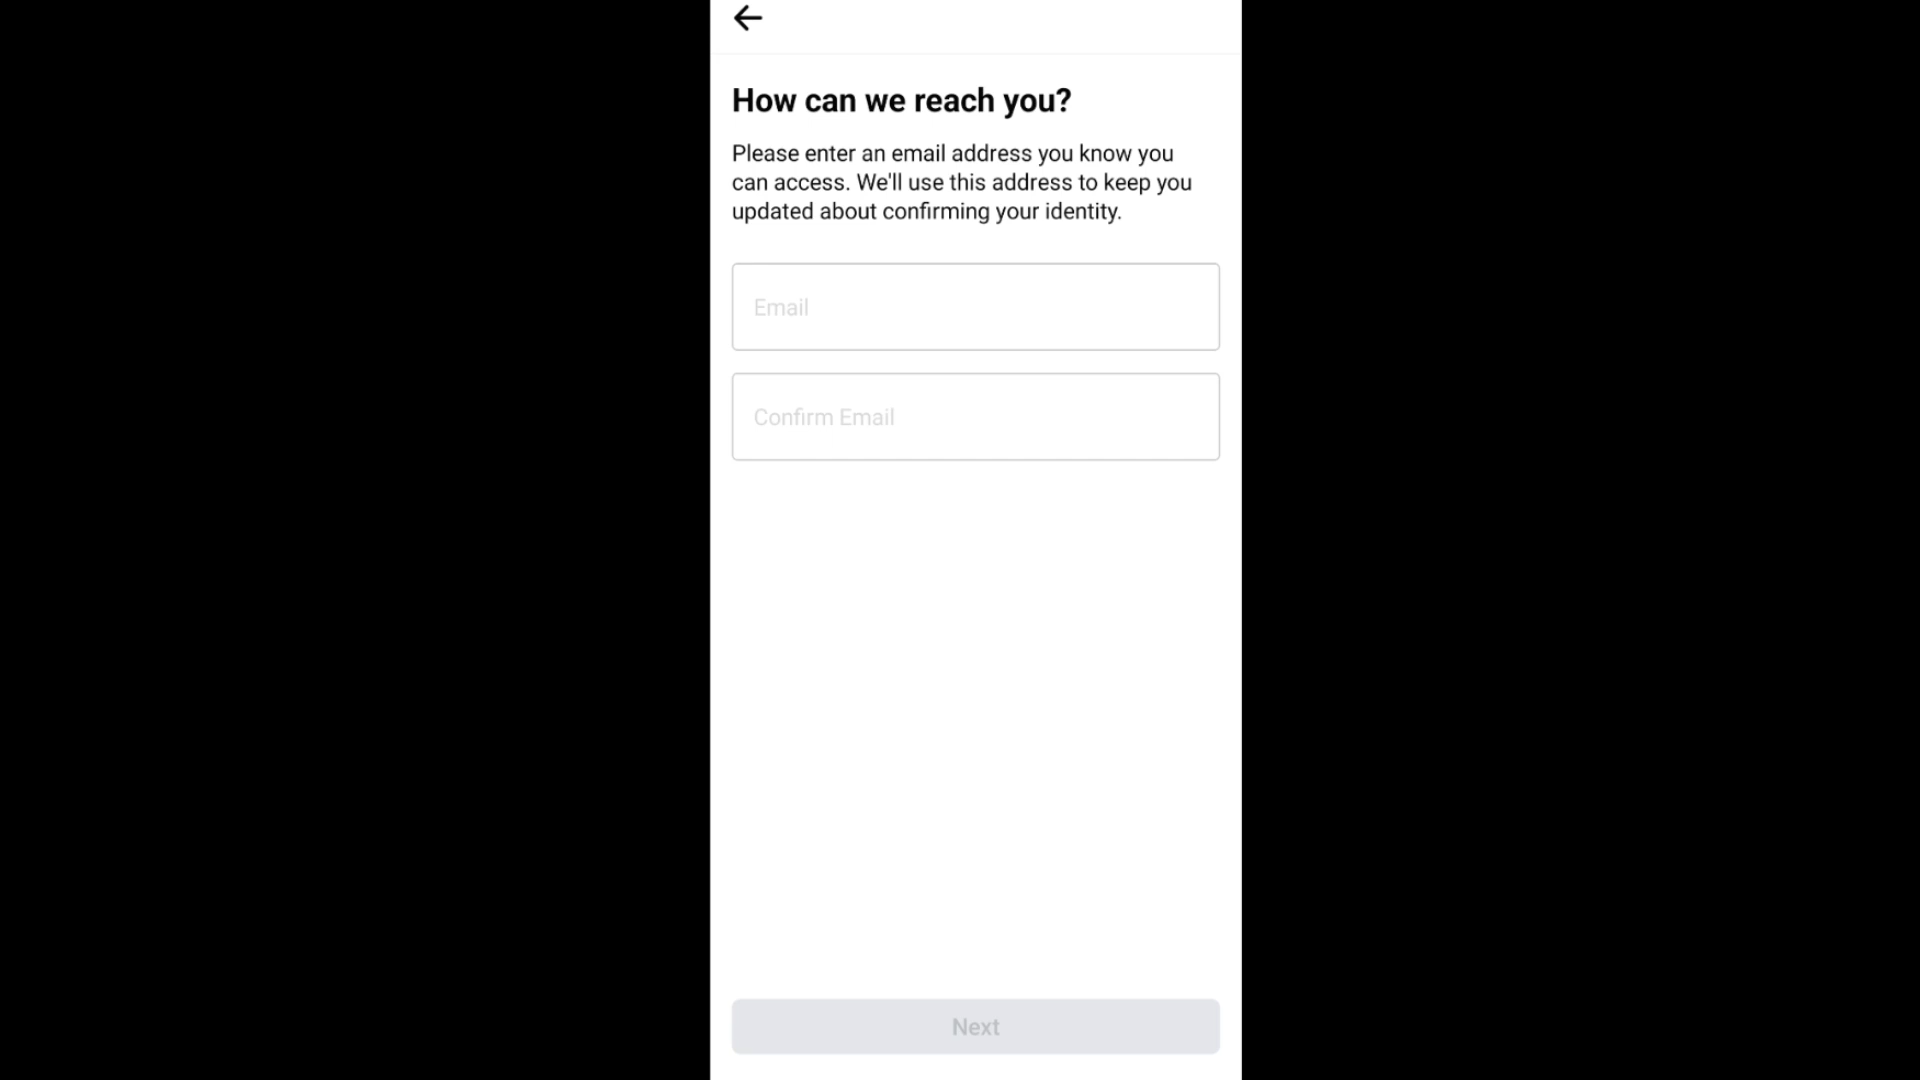 How can we reach you?
Please enter an email address you know you
can access. We'll use this address to keep you
updated about confirming your identity.
Email
Confirm Email
Next